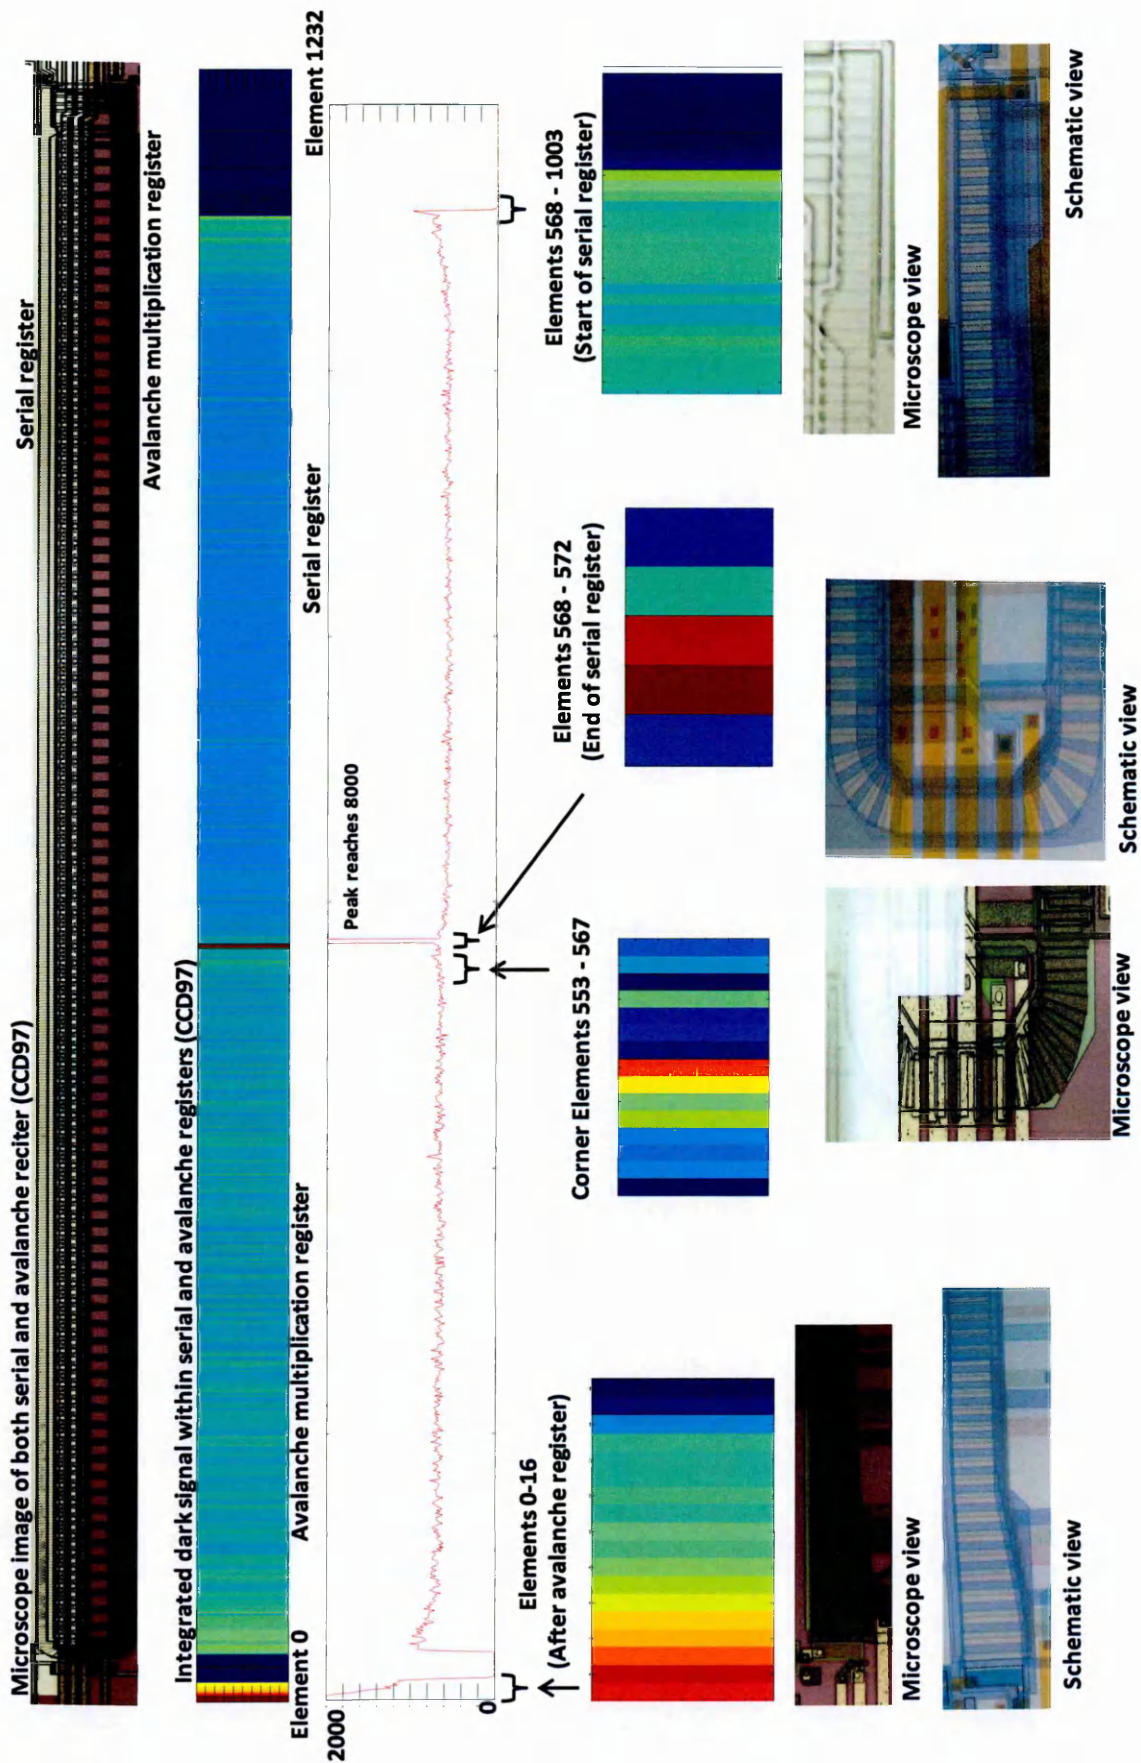 Microscope image of both serial and avalanche reciter (CCD97)
Serial register
Avalanche multiplication register
Integrated dark signal within serial and avalanche registers (CCD97)
Element 0
Avalanche multiplication register
Serial register
Element 1232
2000
0
Peak reaches 8000
Elements 0-16
(After avalanche register)
Corner Elements 553 - 567
Elements 568 - 572
(End of serial register)
Elements 568 - 1003
(Start of serial register)
Microscope view
Schematic view
Microscope view
Schematic view
Microscope view
Schematic view